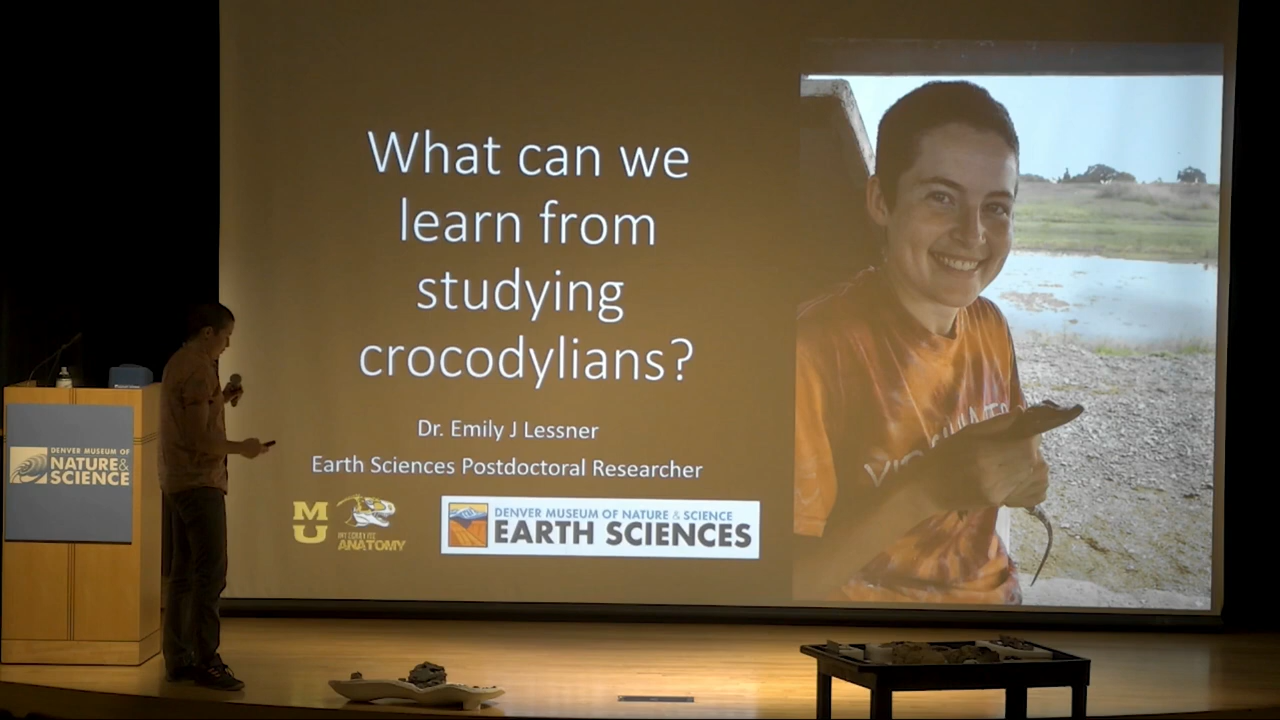 What can we
learn from
studying
crocodylians?
Dr. Emily J Lessner
Earth Sciences Postdoctoral Researcher
MU
ANATOMY
DENVER MUSEUM OF NATURE & SCIENCE
EARTH SCIENCES
DENVER MUSEUM OF
NATURE &
SCIENCE